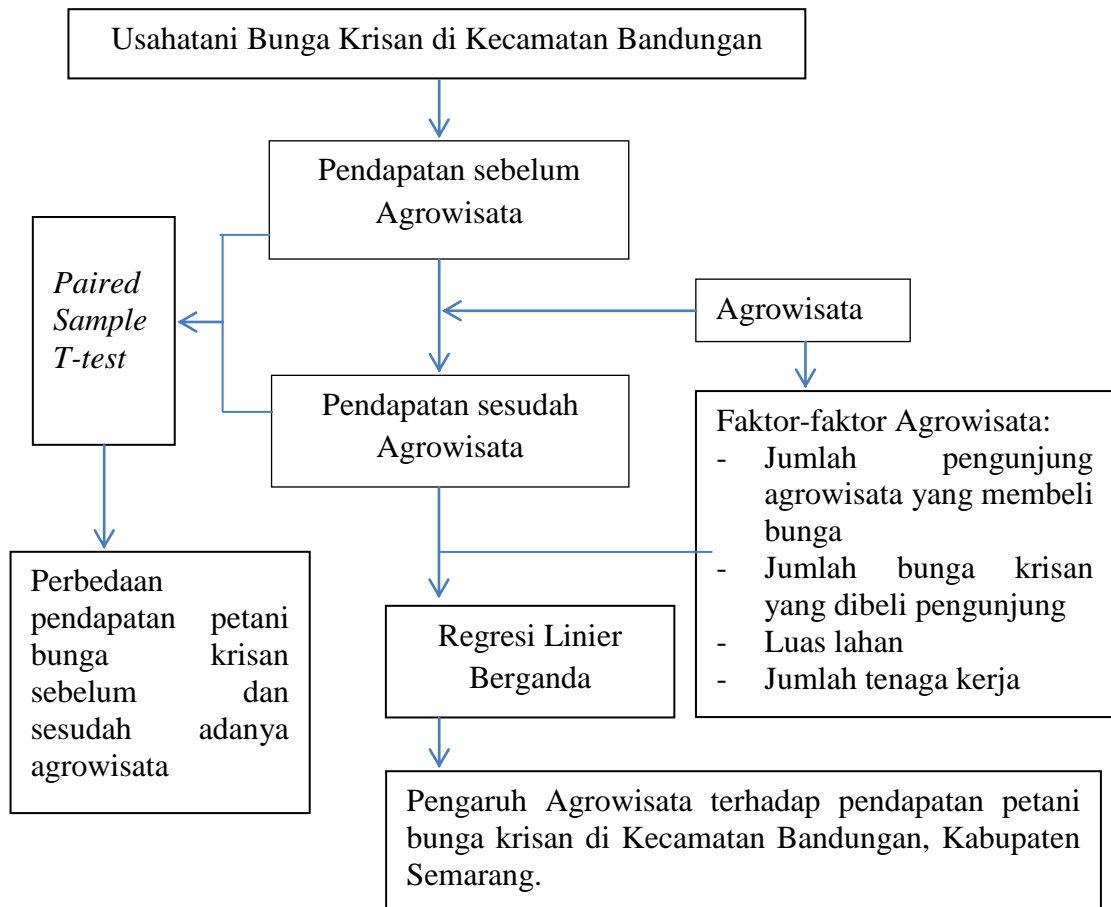 Usahatani Bunga Krisan di Kecamatan Bandungan
Pendapatan sebelum
Agrowisata
Paired
Sample
T-test
Agrowisata
Pendapatan sesudah
Agrowisata
Faktor-faktor Agrowisata:
- Jumlah pengunjung
agrowisata yang membeli
bunga
- Jumlah bunga krisan
yang dibeli pengunjung
- Luas lahan
- Jumlah tenaga kerja
Perbedaan
pendapatan petani
bunga krisan
sebelum dan
sesudah adanya
agrowisata
Regresi Linier
Berganda
Pengaruh Agrowisata terhadap pendapatan petani
bunga krisan di Kecamatan Bandungan, Kabupaten
Semarang.